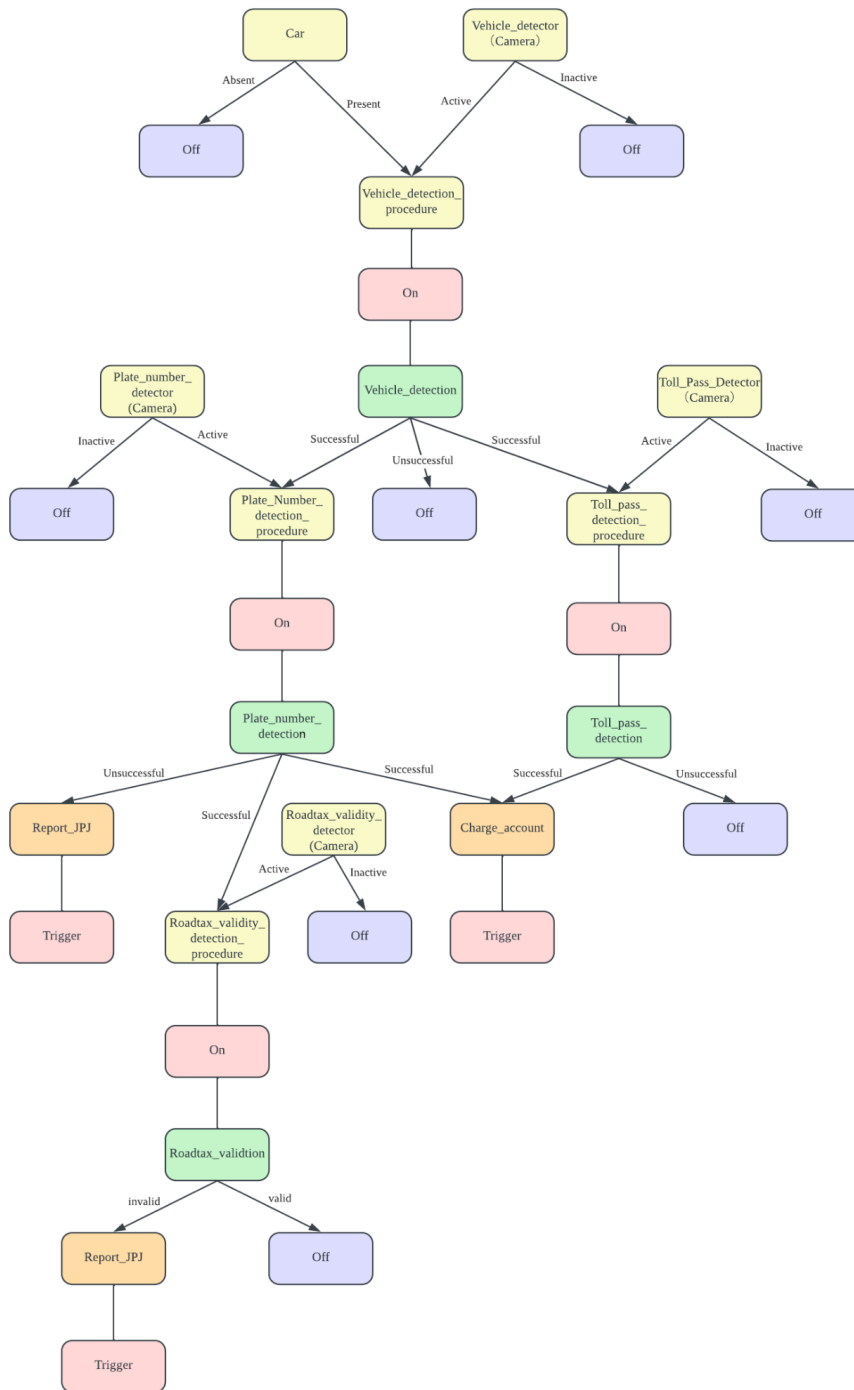 Car
Vehicle_detector
（Camera）
Absent
Present
Active
Inactive
Off
Off
Vehicle_detection_
procedure
On
Plate_number_
detector
(Camera)
Vehicle_detection
Toll_Pass_Detector
（Camera）
Inactive
Active
Successful
Unsuccessful
Successful
Active
Inactive
Off
Plate_Number_
detection_
procedure
Off
Toll_pass_
detection_
procedure
Off
On
On
Plate_number_
detection
Toll_pass_
detection
Unsuccessful
Successful
Successful
Successful
Unsuccessful
Report_JPJ
Roadtax_validity_
detector
(Camera)
Charge_account
Off
Active
Inactive
Trigger
Roadtax_validity_
detection_
procedure
Off
Trigger
On
Roadtax_validtion
invalid
valid
Report_JPJ
Off
Trigger